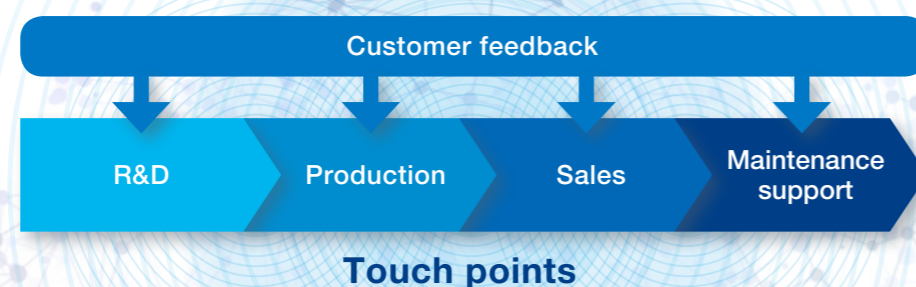 Customer feedback
R&D
Production
Sales
Maintenance
support
Touch points